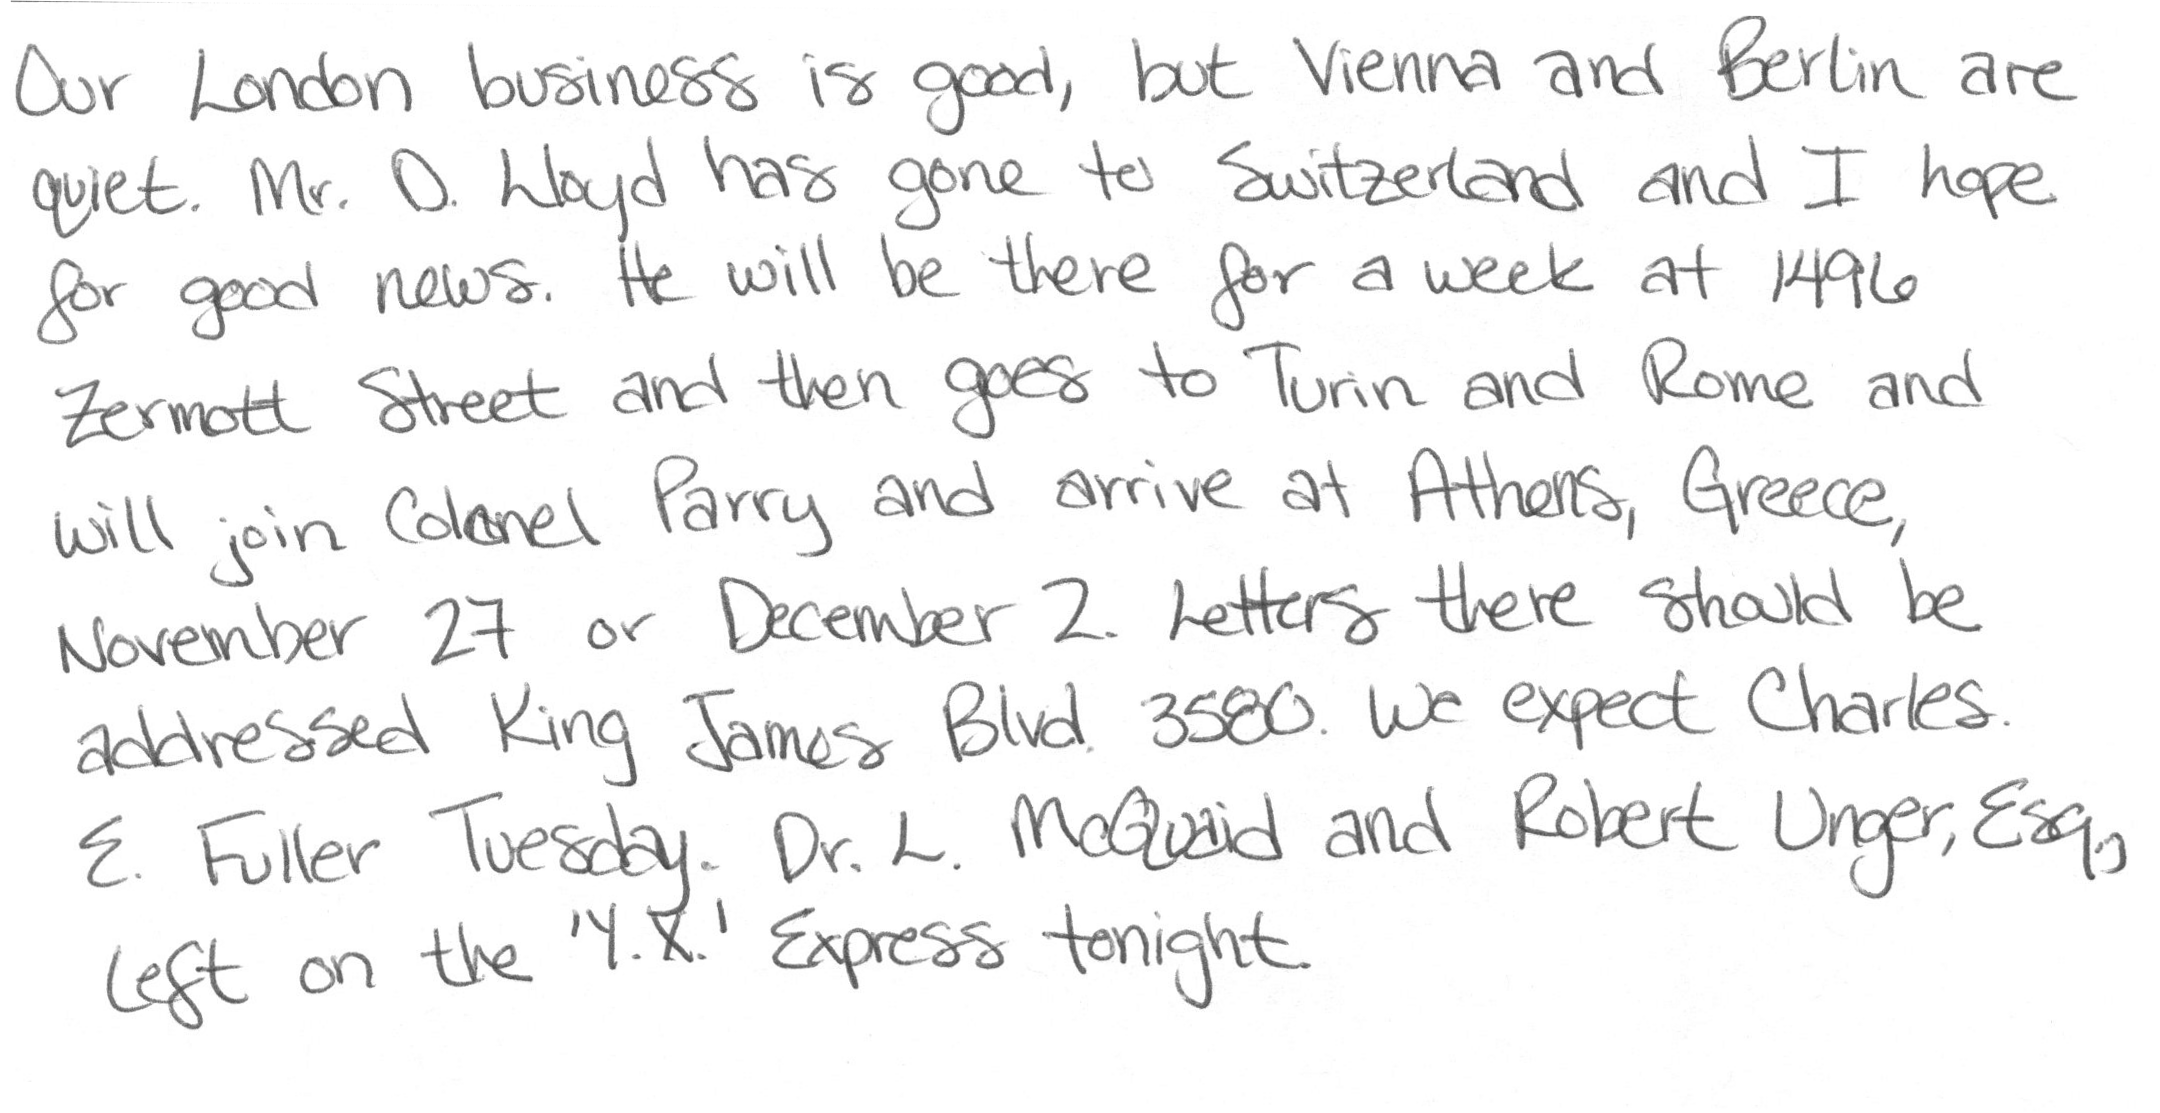 Our London business is good, but Vienna and Berlin are
quiet. Mr. D. Lloyd has gone to Switzerland and I hope
for good news. He will be there for a week at 1496
Zermott Street and then goes to Turin and Rome and
will join Colonel Parry and arrive at Athens, Greece,
November 27 or December 2. Letters there should be
addressed King James Blvd. 3580. We expect Charles.
E. Fuller Tuesday. Dr. L. McQuaid and Robert Unger, Esq.,
left on the 'Y.X.' Express tonight.